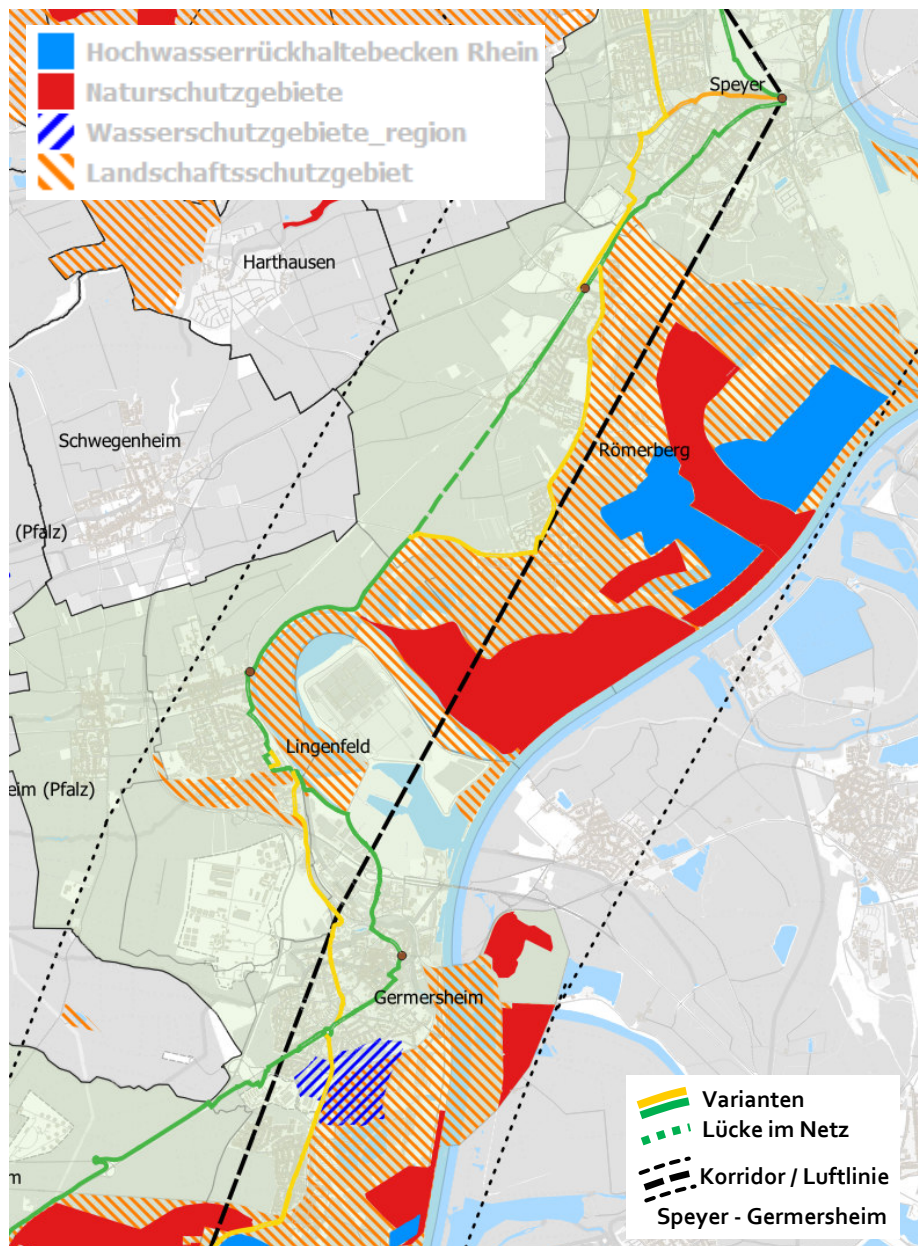 Hochwasserrückhaltebecken Rhein
Naturschutzgebiete
Wasserschutzgebiete_region
Landschaftsschutzgebiet
Speyer
Harthausen
Schwegenheim
Römerberg
(Pfalz)
Lingenfeld
eim (Pfalz)
Germersheim
m
Varianten
Lücke im Netz
Korridor / Luftlinie
Speyer - Germersheim